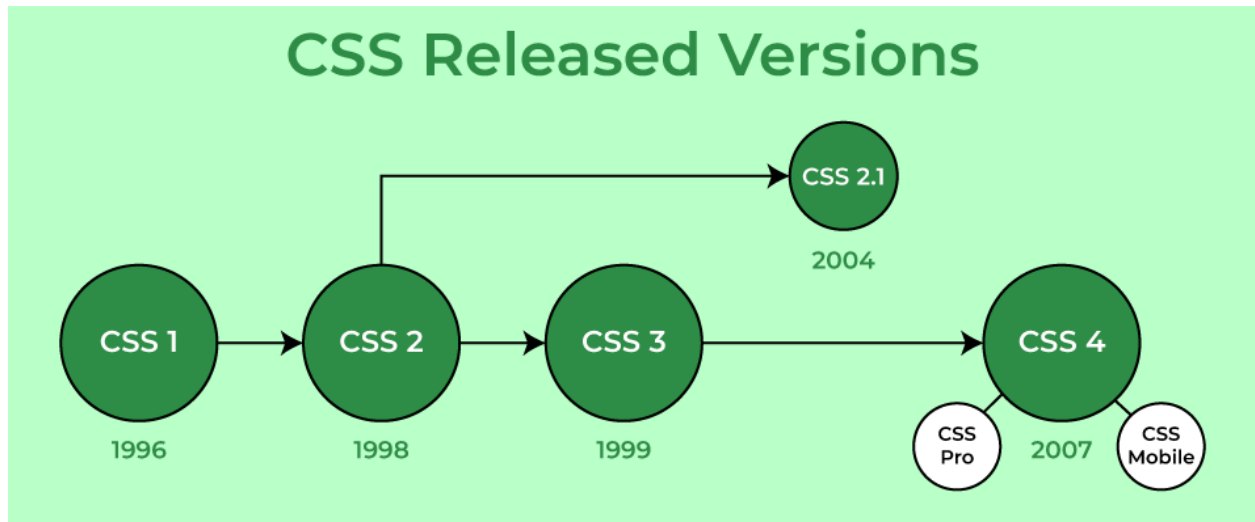 CSS Released Versions
CSS 2.1
2004
CSS 1
CSS 2
CSS 3
CSS 4
1996
1998
1999
CSS
Pro
2007
CSS
Mobile